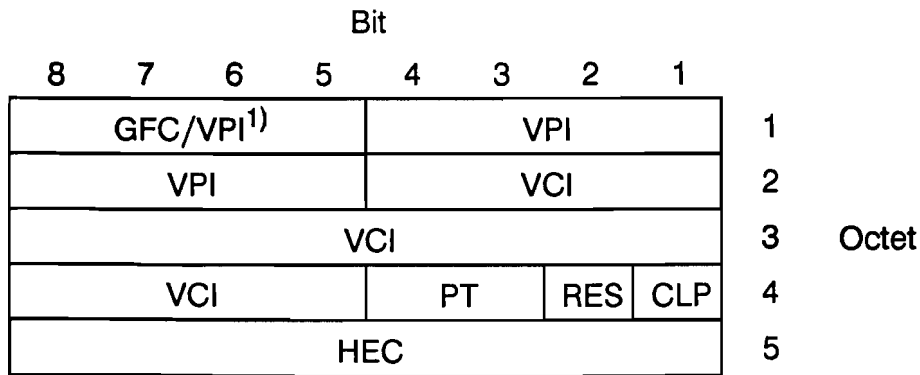 Bit
8 7 6 5 4 3 2 1
GFC/VPI1) VPI 1
VPI VCI 2
VCI 3 Octet
VCI PT RES CLP 4
HEC 5